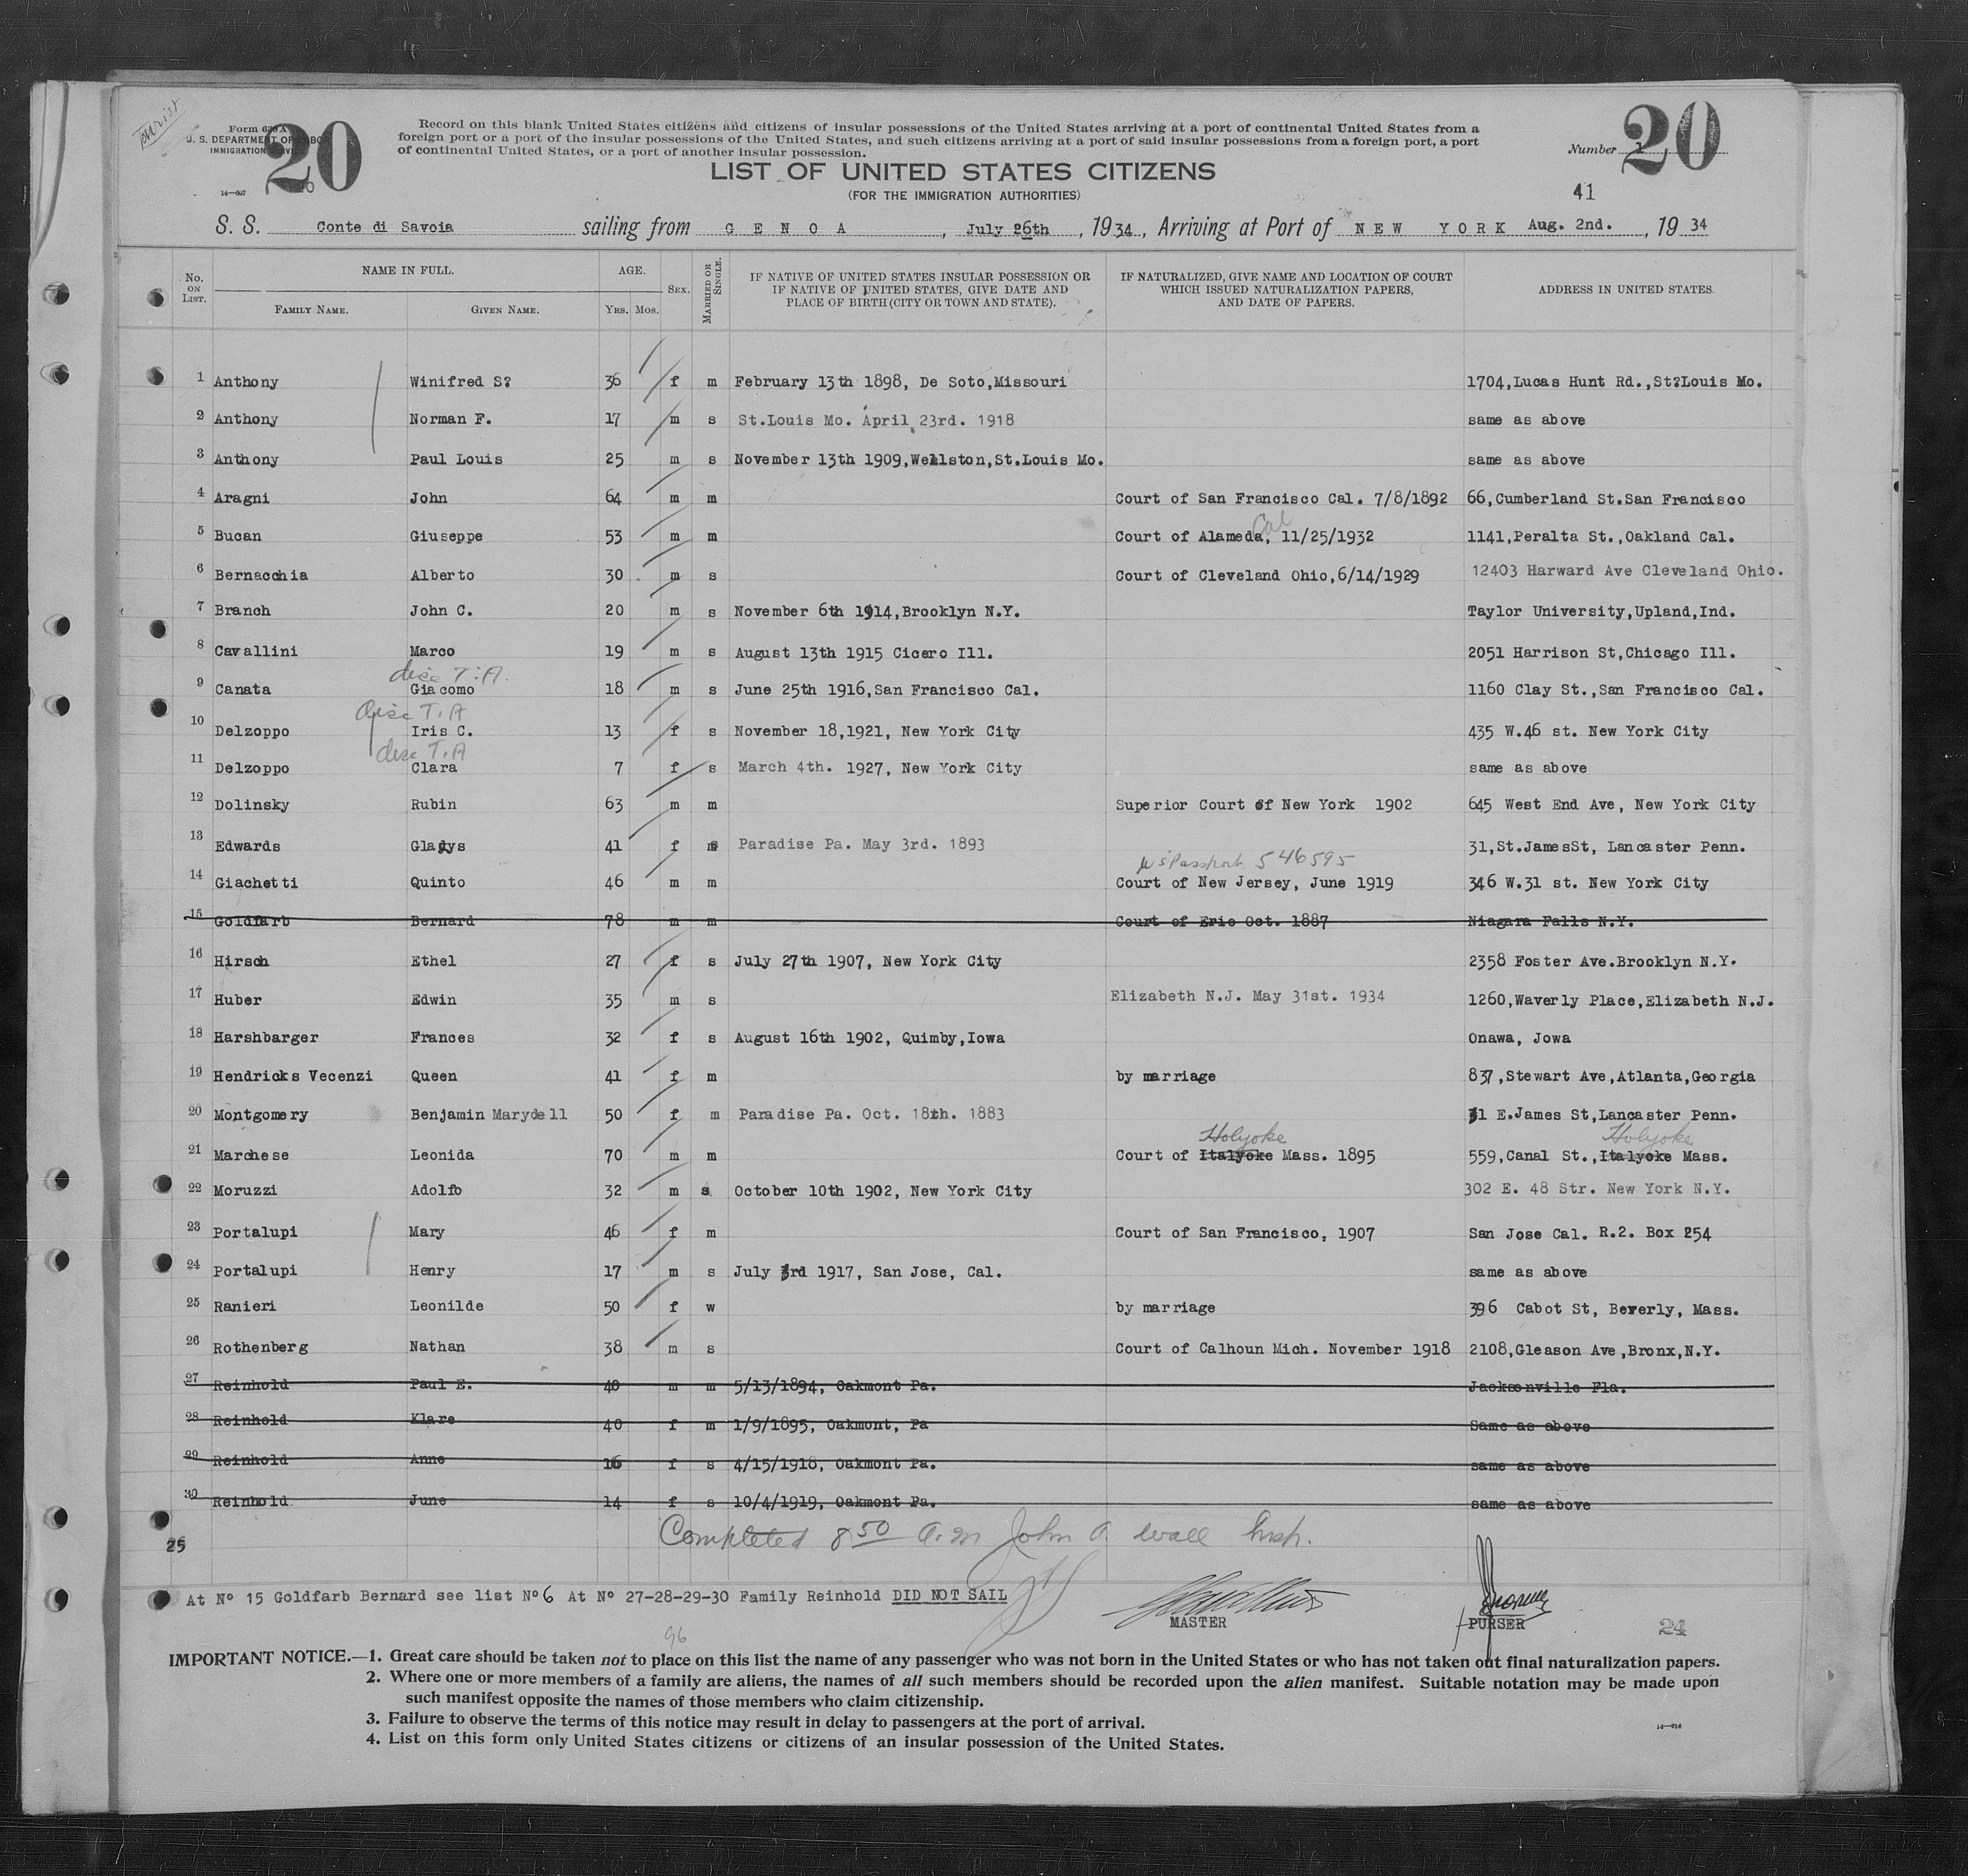 Tourist
20
20
Form 630 A
U. S. DEPARTMENT OF LABOR
IMMIGRATION SERVICE
14—607
Record on this blank United States citizens and citizens of insular possessions of the United States arriving at a port of continental United States from a
foreign port or a port of the insular possessions of the United States, and such citizens arriving at a port of said insular possessions from a foreign port, a port
of continental United States, or a port of another insular possession.
Number 1
LIST OF UNITED STATES CITIZENS
(FOR THE IMMIGRATION AUTHORITIES)
41
S. S. Conte di Savoia sailing from G E N O A, July 26th, 1934, Arriving at Port of NEW YORK Aug. 2nd., 1934
No. ON LIST. NAME IN FULL. FAMILY NAME. GIVEN NAME. AGE. YRS. MOS. SEX. MARRIED OR SINGLE. IF NATIVE OF UNITED STATES INSULAR POSSESSION OR IF NATIVE OF UNITED STATES, GIVE DATE AND PLACE OF BIRTH (CITY OR TOWN AND STATE). IF NATURALIZED, GIVE NAME AND LOCATION OF COURT WHICH ISSUED NATURALIZATION PAPERS, AND DATE OF PAPERS. ADDRESS IN UNITED STATES.
1 Anthony Winifred S? 36 f m February 13th 1898, De Soto,Missouri 1704,Lucas Hunt Rd.,St?Louis Mo.
2 Anthony Norman F. 17 m s St.Louis Mo. April 23rd. 1918 same as above
3 Anthony Paul Louis 25 m s November 13th 1909,Wellston,St.Louis Mo. same as above
4 Aragni John 64 m m Court of San Francisco Cal. 7/8/1892 66,Cumberland St.San Francisco
Cal
5 Bucan Giuseppe 53 m m Court of Alameda, 11/25/1932 1141,Peralta St.,Oakland Cal.
6 Bernacchia Alberto 30 m s Court of Cleveland Ohio,6/14/1929 12403 Harward Ave Cleveland Ohio.
7 Branch John C. 20 m s November 6th 1914,Brooklyn N.Y. Taylor University,Upland,Ind.
8 Cavallini Marco 19 m s August 13th 1915 Cicero Ill. 2051 Harrison St,Chicago Ill.
disc T.A.
9 Canata Giacomo 18 m s June 25th 1916,San Francisco Cal. 1160 Clay St.,San Francisco Cal.
disc T.A
10 Delzoppo Iris C. 13 f s November 18,1921, New York City 435 W.46 st. New York City
disc T.A
11 Delzoppo Clara 7 f s March 4th. 1927, New York City same as above
12 Dolinsky Rubin 63 m m Superior Court of New York 1902 645 West End Ave, New York City
13 Edwards Gladys 41 f s Paradise Pa. May 3rd. 1893 31,St.JamesSt, Lancaster Penn.
US Passport 546595
14 Giachetti Quinto 46 m m Court of New Jersey, June 1919 346 W.31 st. New York City
15 Goldfarb Bernard 78 m m Court of Erie Oct. 1887 Niagara Falls N.Y.
16 Hirsch Ethel 27 f s July 27th 1907, New York City 2358 Foster Ave.Brooklyn N.Y.
17 Huber Edwin 35 m s Elizabeth N.J. May 31st. 1934 1260,Waverly Place,Elizabeth N.J.
18 Harshbarger Frances 32 f s August 16th 1902, Quimby,Iowa Onawa, Jowa
19 Hendricks Vecenzi Queen 41 f m by marriage 837,Stewart Ave,Atlanta,Georgia
20 Montgomery Benjamin Marydell 50 f m Paradise Pa. Oct. 18th. 1883 31 E.James St,Lancaster Penn.
Holyoke Holyoke
21 Marchese Leonida 70 m m Court of Italyoke Mass. 1895 559,Canal St.,Italyoke Mass.
22 Moruzzi Adolfo 32 m s October 10th 1902, New York City 302 E. 48 Str. New York N.Y.
23 Portalupi Mary 46 f m Court of San Francisco, 1907 San Jose Cal. R.2. Box 254
24 Portalupi Henry 17 m s July 3rd 1917, San Jose, Cal. same as above
25 Ranieri Leonilde 50 f w by marriage 396 Cabot St, Beverly, Mass.
26 Rothenberg Nathan 38 m s Court of Calhoun Mich. November 1918 2108,Gleason Ave,Bronx,N.Y.
27 Reinhold Paul E. 40 m m 5/13/1894, Oakmont Pa. Jacksonville Fla.
28 Reinhold Klare 40 f m 1/9/1895, Oakmont, Pa Same as above
29 Reinhold Anne 16 f s 4/15/1918, Oakmont Pa. same as above
30 Reinhold June 14 f s 10/4/1919, Oakmont Pa. same as above
Completed 8 50 a.m John A. Wall Insp.
25
At Nº 15 Goldfarb Bernard see list Nº 6 At Nº 27-28-29-30 Family Reinhold DID NOT SAIL
MASTER
PURSER
24
96
IMPORTANT NOTICE.—1. Great care should be taken not to place on this list the name of any passenger who was not born in the United States or who has not taken out final naturalization papers.
2. Where one or more members of a family are aliens, the names of all such members should be recorded upon the alien manifest. Suitable notation may be made upon
such manifest opposite the names of those members who claim citizenship.
3. Failure to observe the terms of this notice may result in delay to passengers at the port of arrival.
4. List on this form only United States citizens or citizens of an insular possession of the United States.